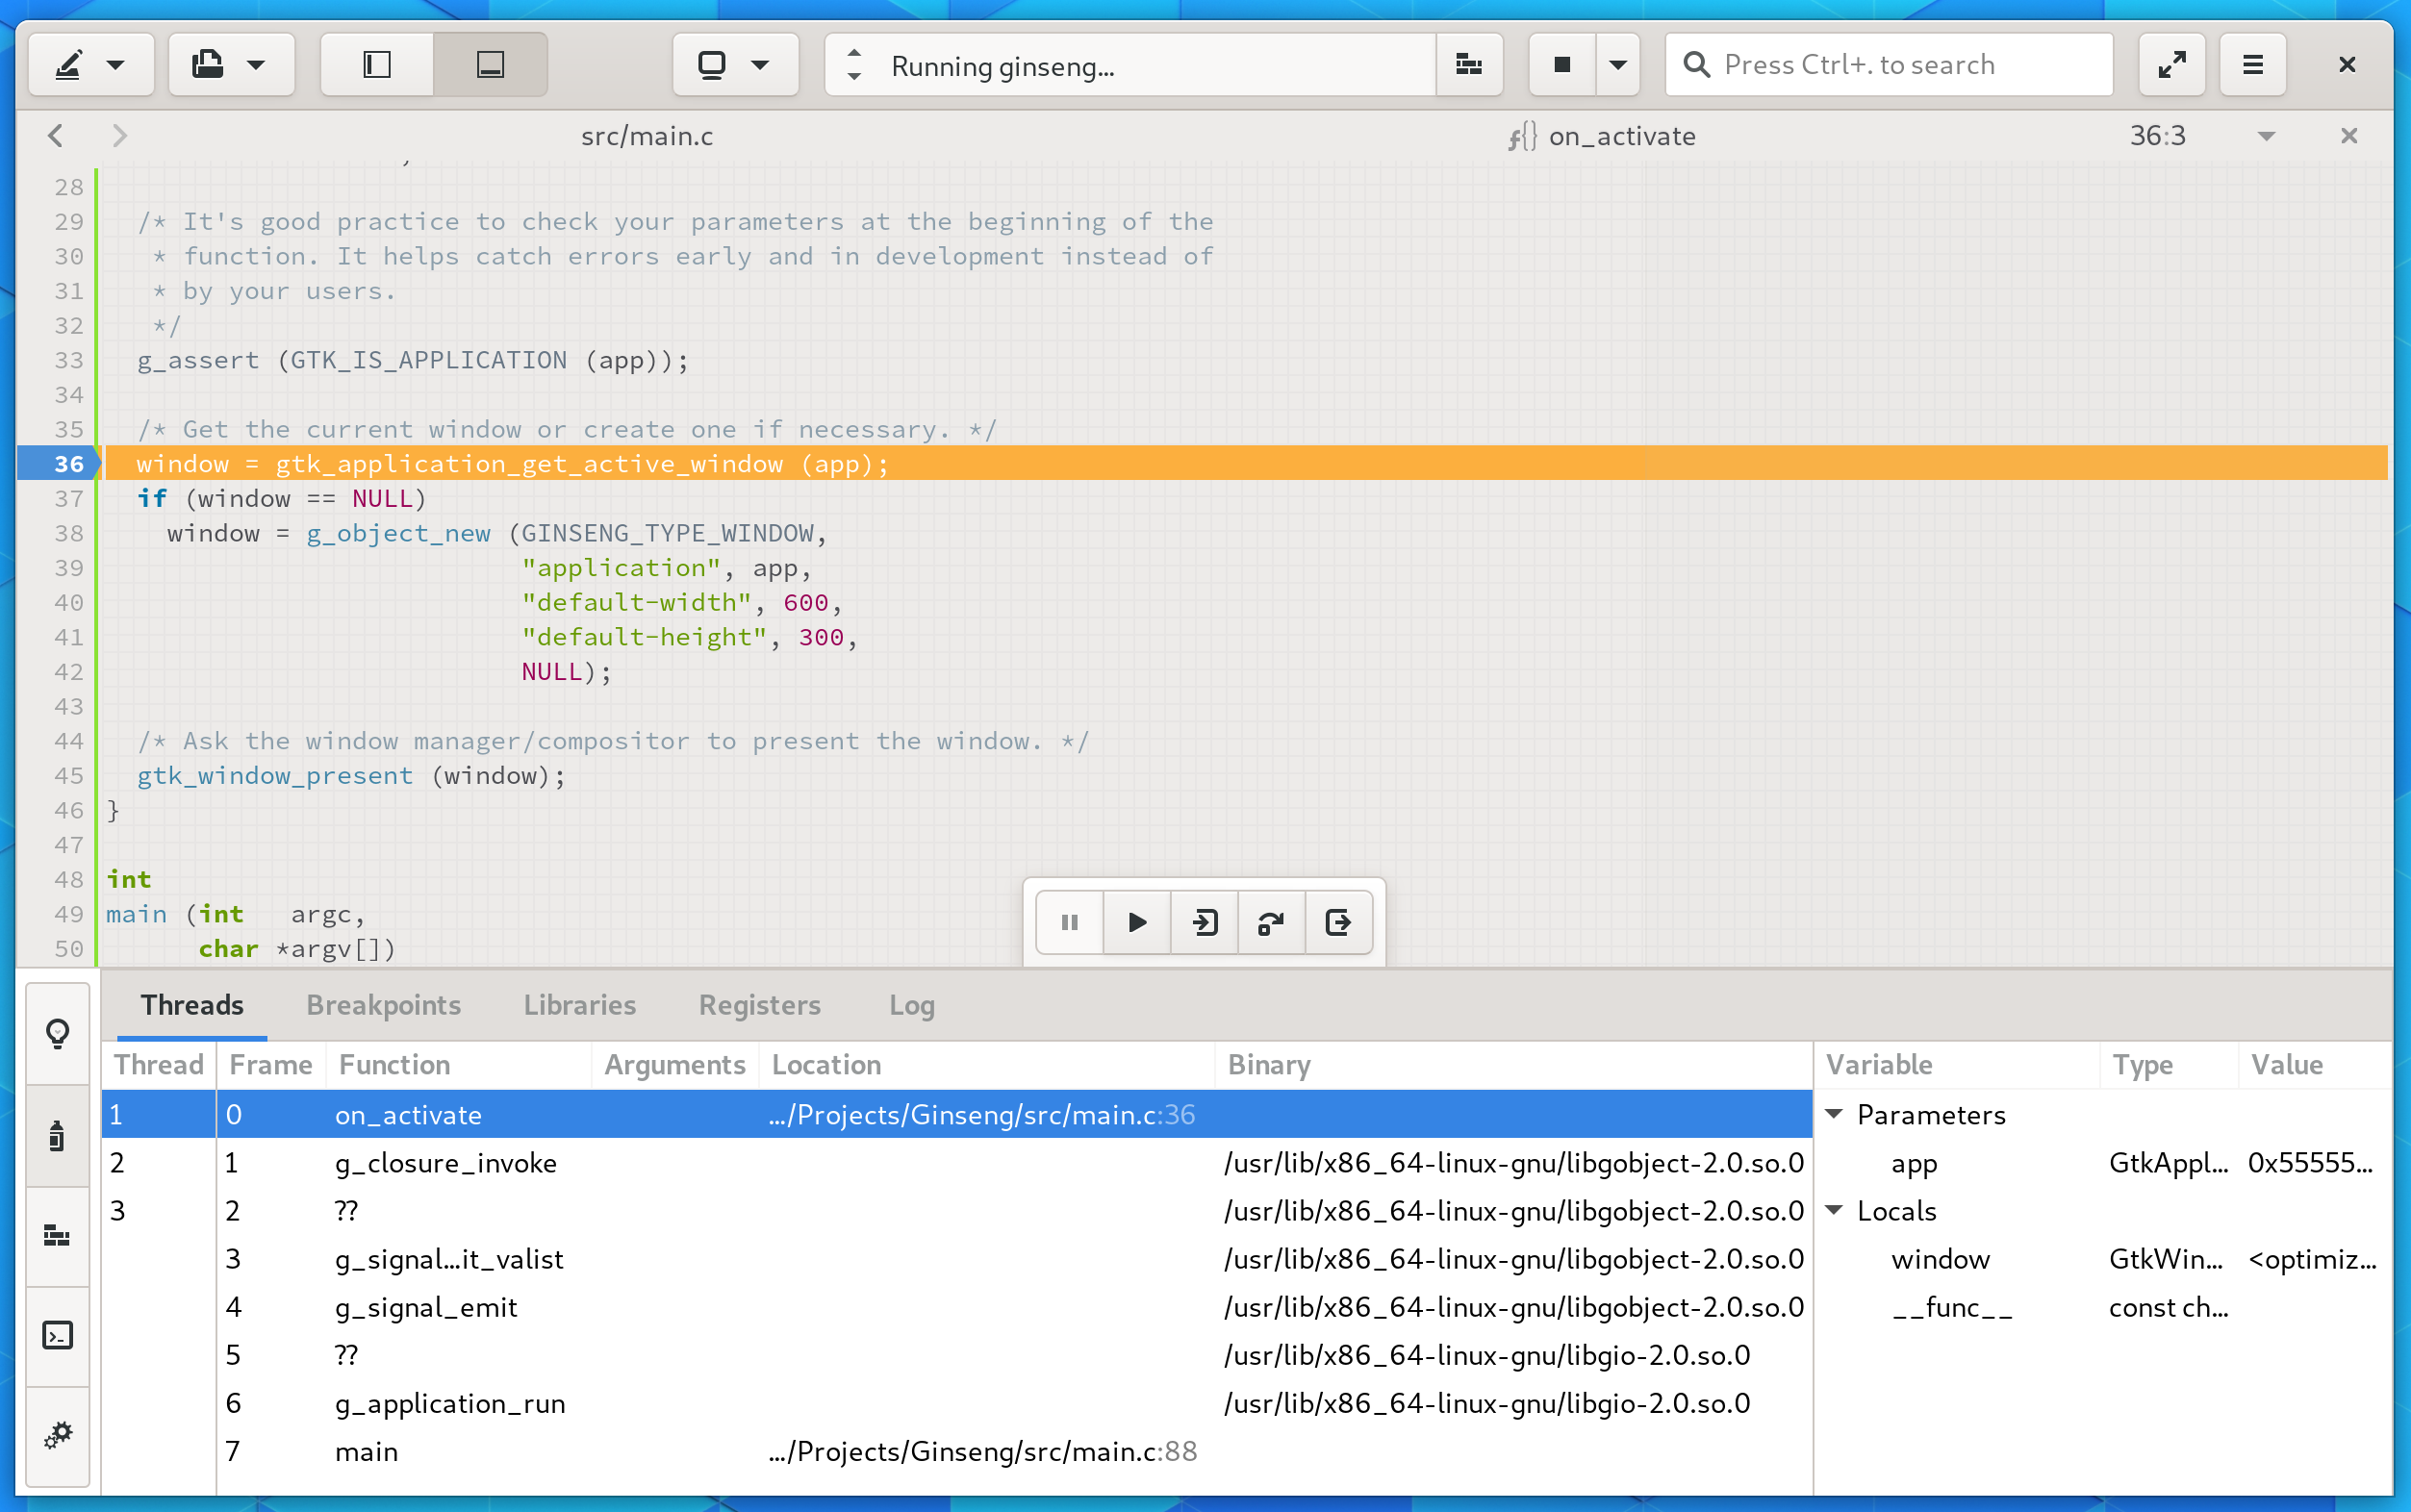 Running ginseng…
Press Ctrl+. to search
src/main.c
on_activate
36:3
28
29   /* It's good practice to check your parameters at the beginning of the
30    * function. It helps catch errors early and in development instead of
31    * by your users.
32    */
33   g_assert (GTK_IS_APPLICATION (app));
34
35   /* Get the current window or create one if necessary. */
36   window = gtk_application_get_active_window (app);
37   if (window == NULL)
38     window = g_object_new (GINSENG_TYPE_WINDOW,
39                            "application", app,
40                            "default-width", 600,
41                            "default-height", 300,
42                            NULL);
43
44   /* Ask the window manager/compositor to present the window. */
45   gtk_window_present (window);
46 }
47
48 int
49 main (int   argc,
50       char *argv[])
Threads Breakpoints Libraries Registers Log
Thread Frame Function Arguments Location Binary Variable Type Value
1 0 on_activate …/Projects/Ginseng/src/main.c:36 Parameters
2 1 g_closure_invoke /usr/lib/x86_64-linux-gnu/libgobject-2.0.so.0 app GtkAppl… 0x55555…
3 2 ?? /usr/lib/x86_64-linux-gnu/libgobject-2.0.so.0 Locals
3 g_signal…it_valist /usr/lib/x86_64-linux-gnu/libgobject-2.0.so.0 window GtkWin… <optimiz…
4 g_signal_emit /usr/lib/x86_64-linux-gnu/libgobject-2.0.so.0 __func__ const ch…
5 ?? /usr/lib/x86_64-linux-gnu/libgio-2.0.so.0
6 g_application_run /usr/lib/x86_64-linux-gnu/libgio-2.0.so.0
7 main …/Projects/Ginseng/src/main.c:88